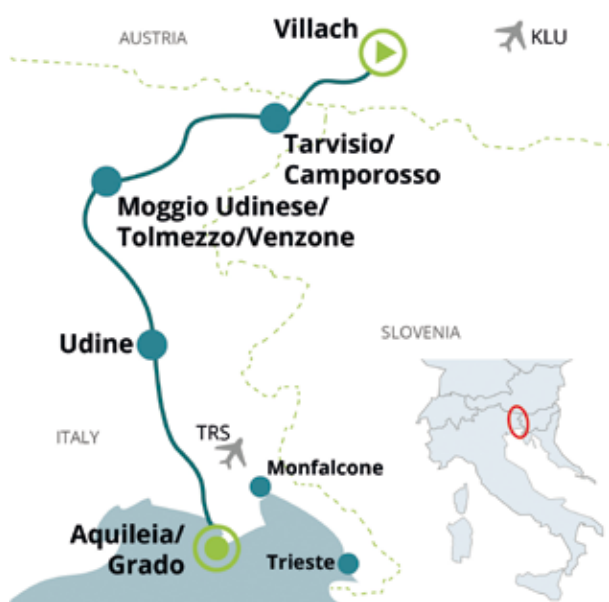 AUSTRIA
Villach
KLU
Tarvisio/
Camporosso
Moggio Udinese/
Tolmezzo/Venzone
SLOVENIA
Udine
ITALY
TRS
Monfalcone
Aquileia/
Grado
Trieste